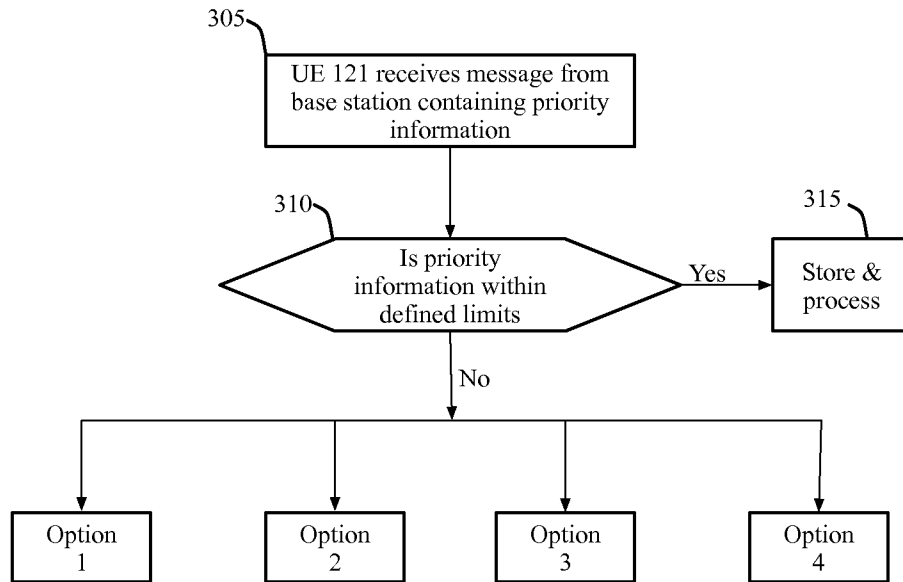 305
UE 121 receives message from
base station containing priority
information
310
Is priority
information within
defined limits
Yes
315
Store &
process
No
Option
1
Option
2
Option
3
Option
4